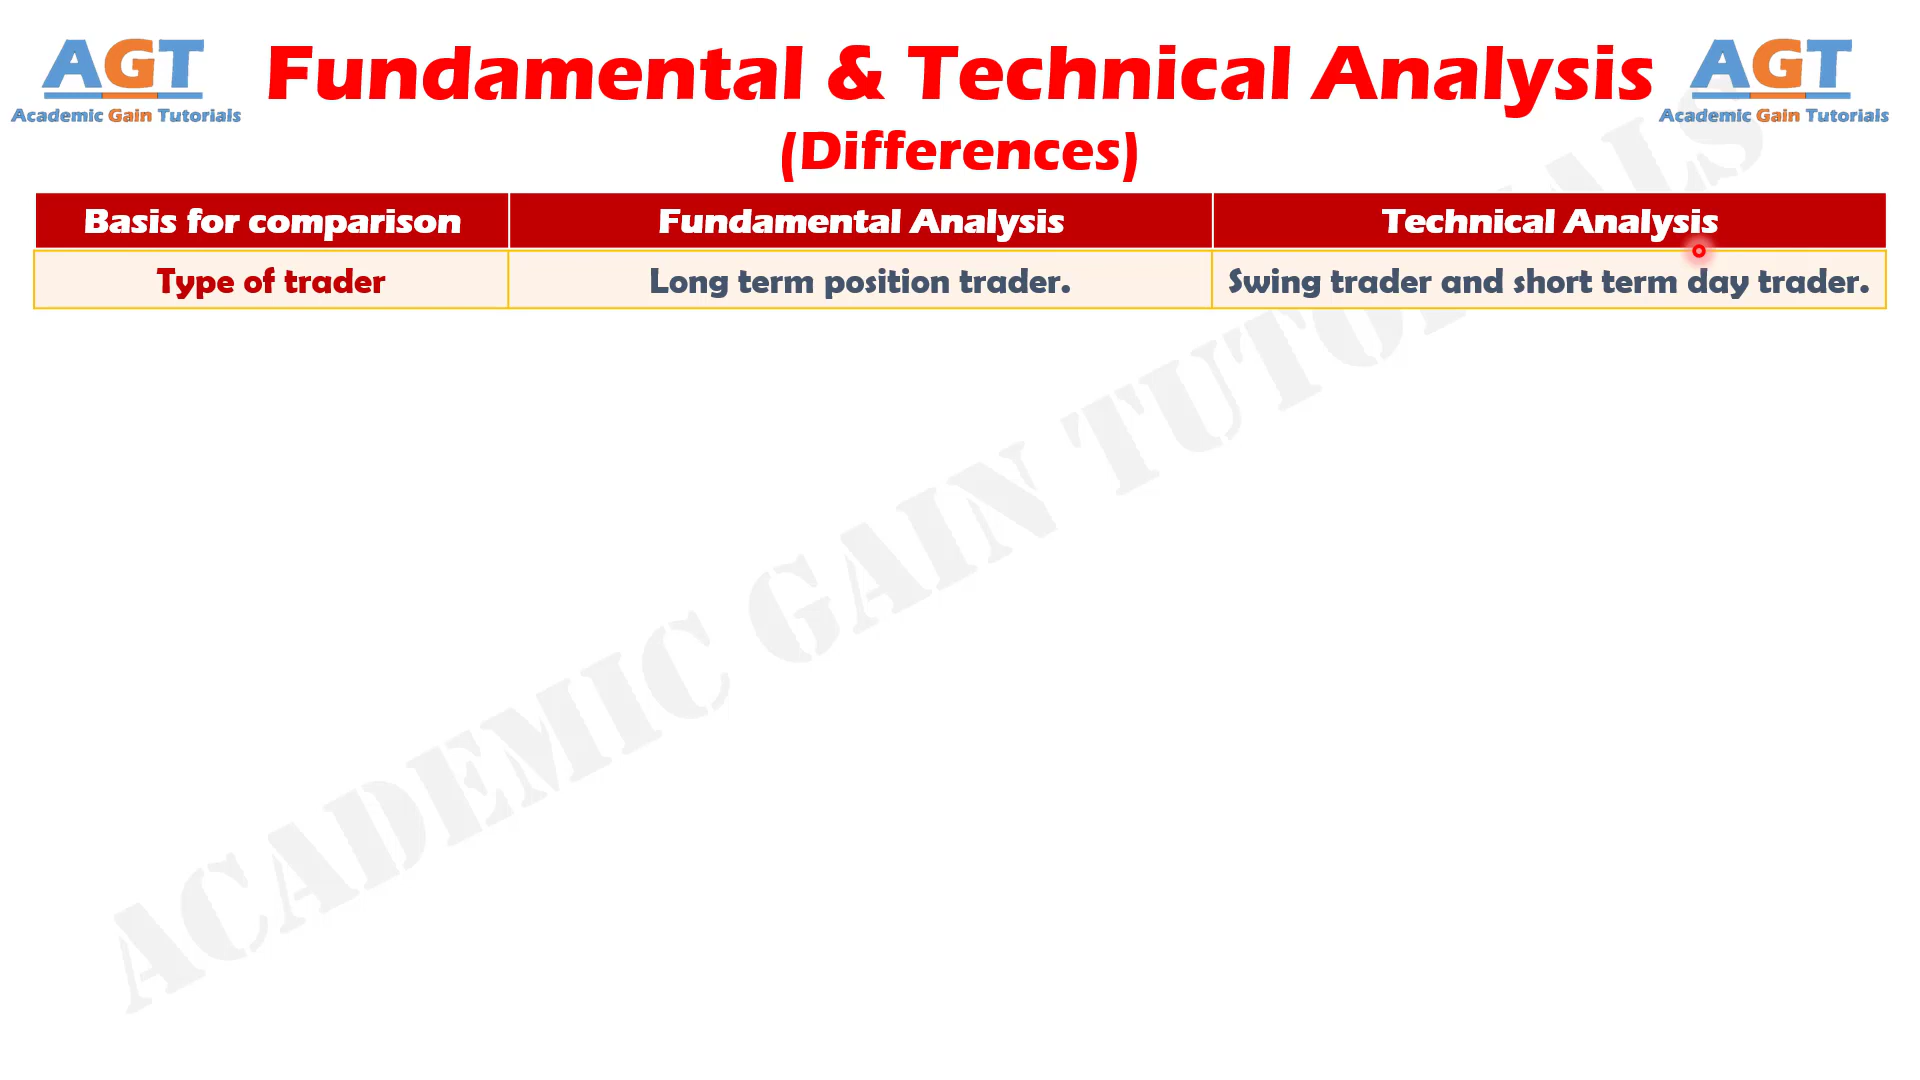 AGT
Academic Gain Tutorials
Fundamental & Technical Analysis
(Differences)
AGT
Academic Gain Tutorials
Basis for comparison Fundamental Analysis Technical Analysis
Type of trader Long term position trader. Swing trader and short term day trader.
ACADEMIC GAIN TUTORIALS